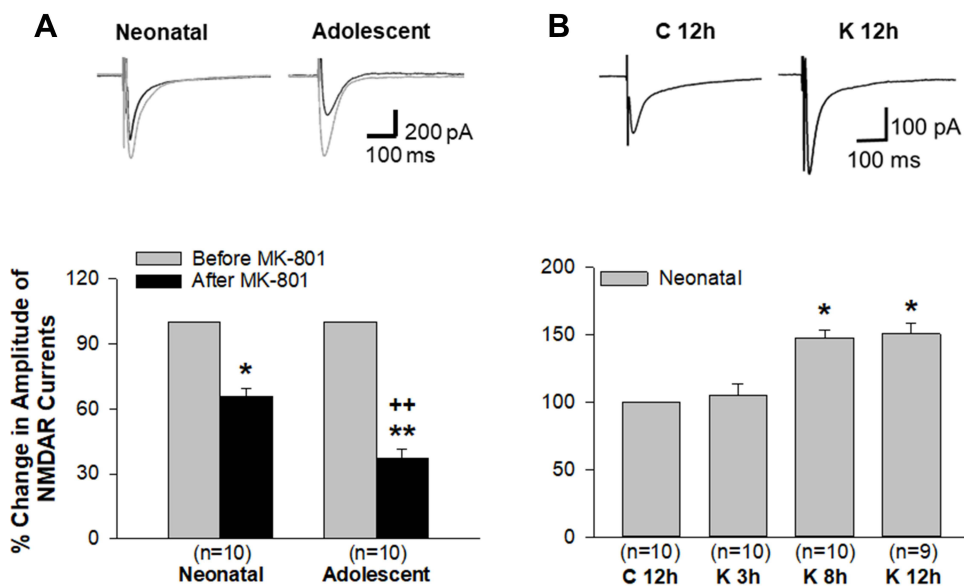 A
Neonatal Adolescent
200 pA
100 ms
Before MK-801
After MK-801
% Change in Amplitude of
NMDAR Currents
120
90
60
30
0
*
++
**
(n=10) (n=10)
Neonatal Adolescent
B
C 12h K 12h
100 pA
100 ms
Neonatal
200
150
100
50
0
* *
(n=10) (n=10) (n=10) (n=9)
C 12h K 3h K 8h K 12h